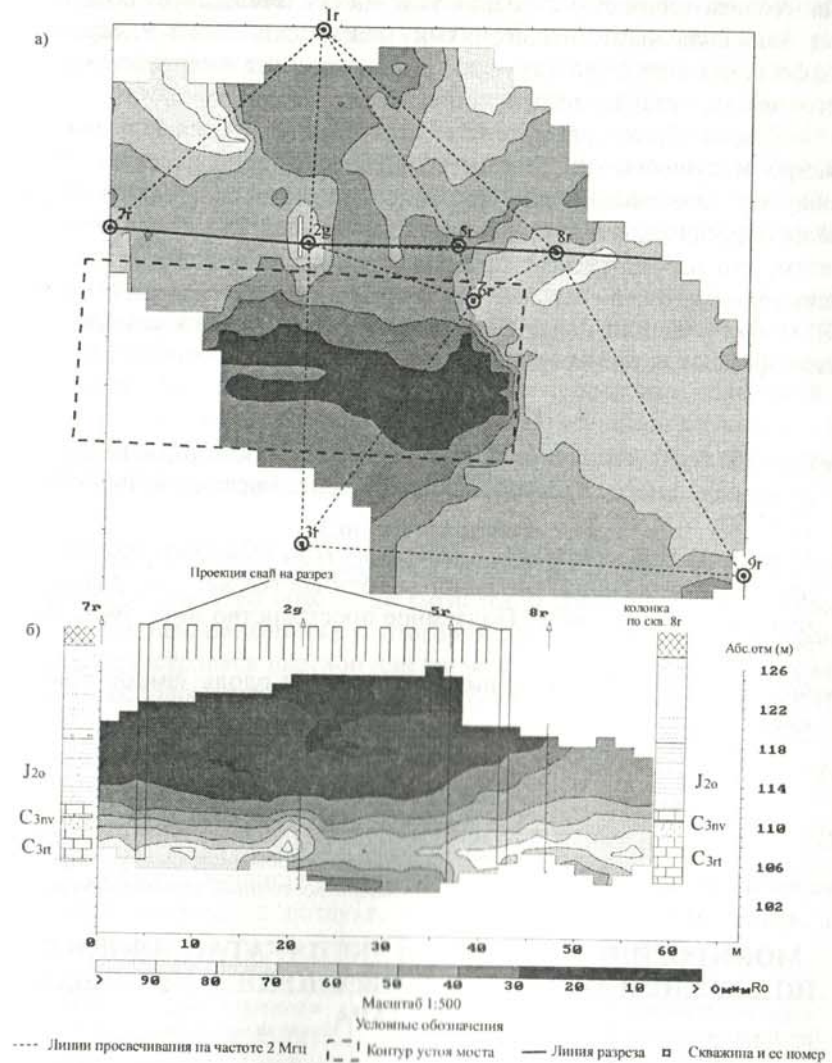 а)
1г
7г
2g
5г
8г
6г
3г
9г
Проекция свай на разрез
7г 2g 5г 8г
колонка
по скв. 8г
б)
Абс.отм (м)
126
122
118
114
110
106
102
J2o
C3nv
C3rt
J2o
C3nv
C3rt
0 10 20 30 40 50 60 м
> 90 80 70 60 50 40 30 20 10 > Ом*мRo
Масштаб 1:500
Условные обозначения
Линии просвечивания на частоте 2 Мгц Контур устоя моста Линия разреза Скважина и ее номер